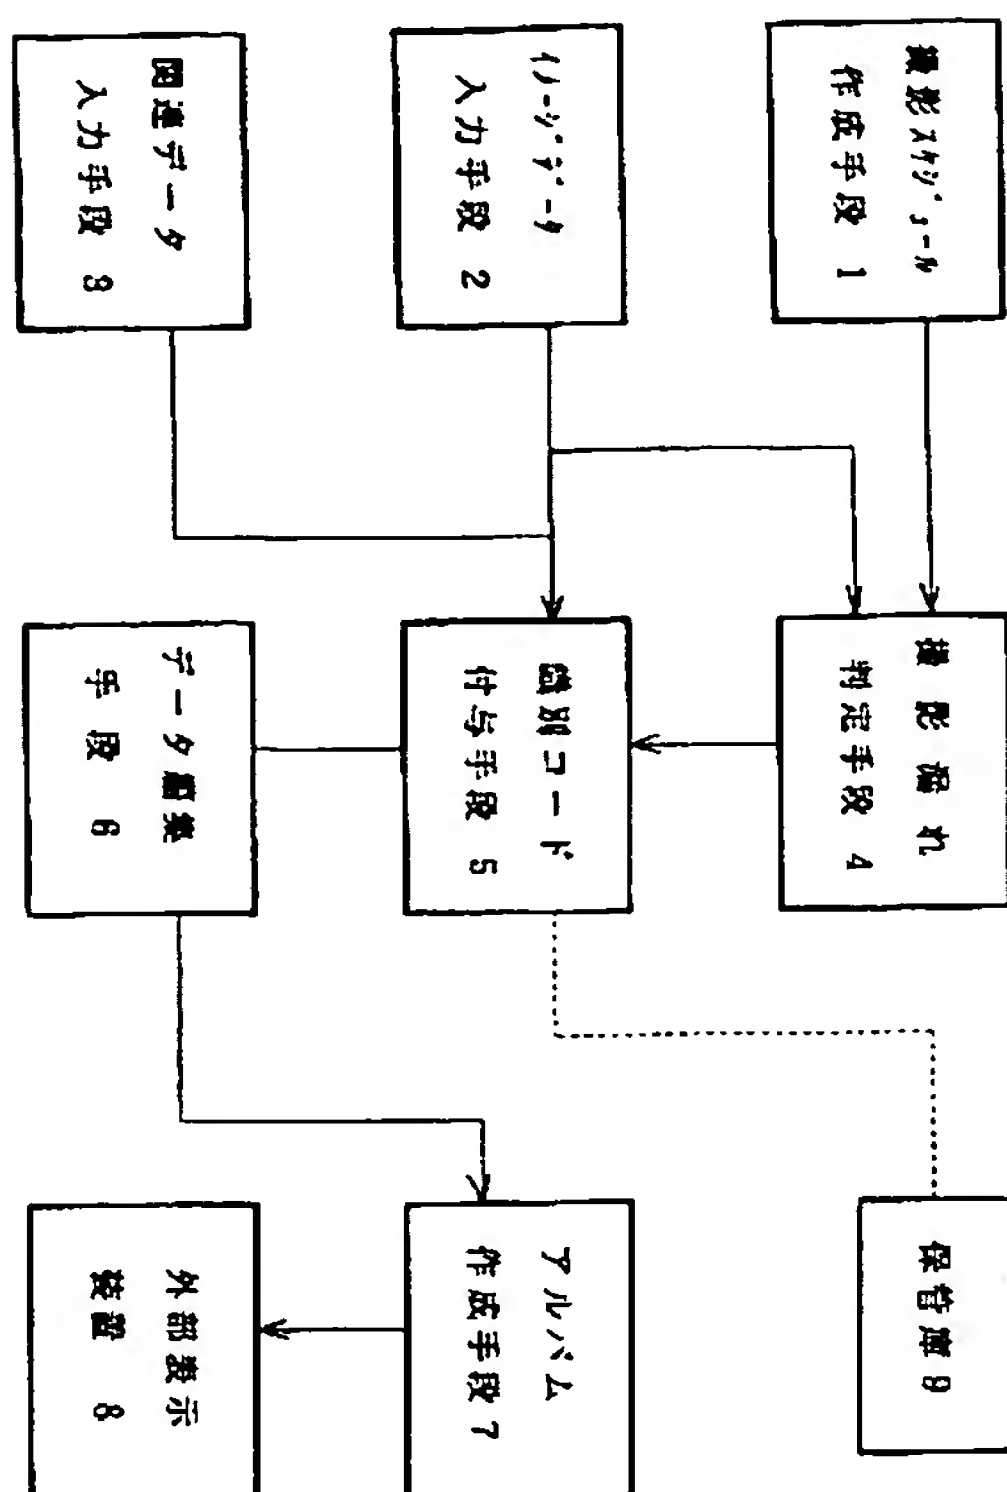 撮影スケジュール
作成手段 1
イメージデータ
入力手段 2
関連データ
入力手段 3
撮影漏れ
判定手段 4
識別コード
付与手段 5
データ編集
手段 6
アルバム
作成手段7
外部表示
装置 8
保管庫9